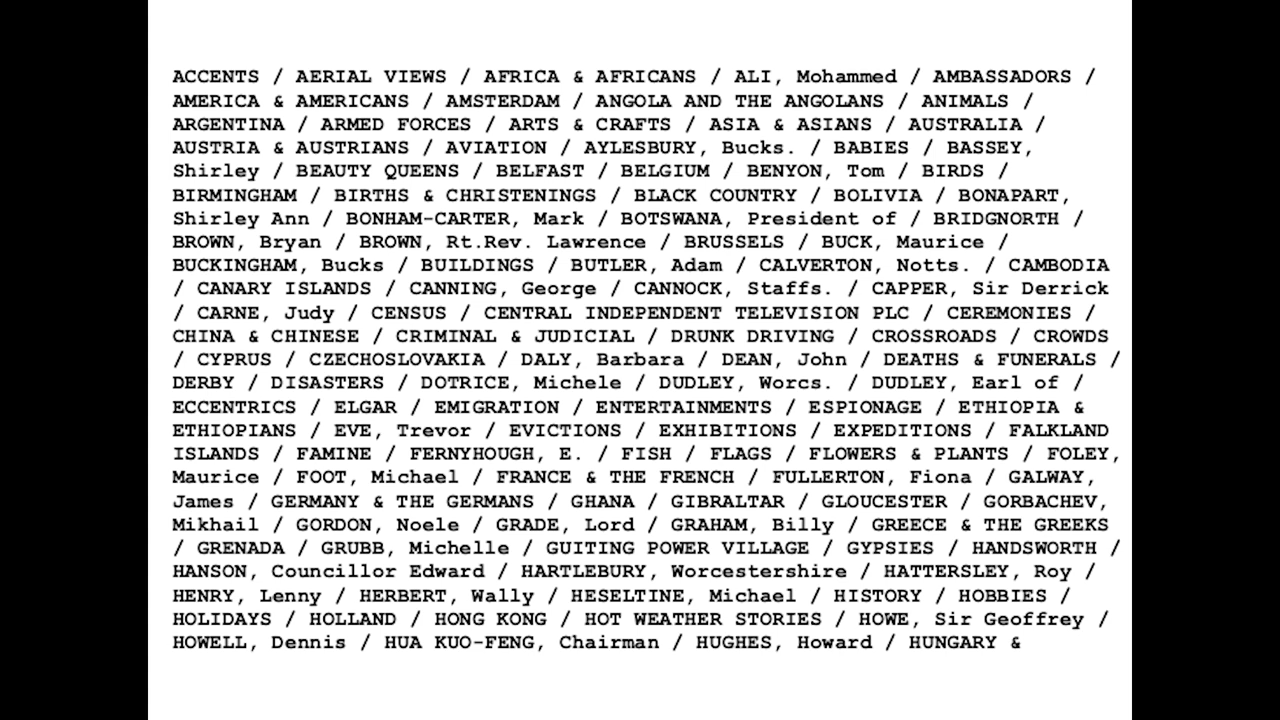 ACCENTS / AERIAL VIEWS / AFRICA & AFRICANS / ALI, Mohammed / AMBASSADORS /
AMERICA & AMERICANS / AMSTERDAM / ANGOLA AND THE ANGOLANS / ANIMALS /
ARGENTINA / ARMED FORCES / ARTS & CRAFTS / ASIA & ASIANS / AUSTRALIA /
AUSTRIA & AUSTRIANS / AVIATION / AYLESBURY, Bucks. / BABIES / BASSEY,
Shirley / BEAUTY QUEENS / BELFAST / BELGIUM / BENYON, Tom / BIRDS /
BIRMINGHAM / BIRTHS & CHRISTENINGS / BLACK COUNTRY / BOLIVIA / BONAPART,
Shirley Ann / BONHAM-CARTER, Mark / BOTSWANA, President of / BRIDGNORTH /
BROWN, Bryan / BROWN, Rt.Rev. Lawrence / BRUSSELS / BUCK, Maurice /
BUCKINGHAM, Bucks / BUILDINGS / BUTLER, Adam / CALVERTON, Notts. / CAMBODIA
/ CANARY ISLANDS / CANNING, George / CANNOCK, Staffs. / CAPPER, Sir Derrick
/ CARNE, Judy / CENSUS / CENTRAL INDEPENDENT TELEVISION PLC / CEREMONIES /
CHINA & CHINESE / CRIMINAL & JUDICIAL / DRUNK DRIVING / CROSSROADS / CROWDS
/ CYPRUS / CZECHOSLOVAKIA / DALY, Barbara / DEAN, John / DEATHS & FUNERALS /
DERBY / DISASTERS / DOTRICE, Michele / DUDLEY, Worcs. / DUDLEY, Earl of /
ECCENTRICS / ELGAR / EMIGRATION / ENTERTAINMENTS / ESPIONAGE / ETHIOPIA &
ETHIOPIANS / EVE, Trevor / EVICTIONS / EXHIBITIONS / EXPEDITIONS / FALKLAND
ISLANDS / FAMINE / FERNYHOUGH, E. / FISH / FLAGS / FLOWERS & PLANTS / FOLEY,
Maurice / FOOT, Michael / FRANCE & THE FRENCH / FULLERTON, Fiona / GALWAY,
James / GERMANY & THE GERMANS / GHANA / GIBRALTAR / GLOUCESTER / GORBACHEV,
Mikhail / GORDON, Noele / GRADE, Lord / GRAHAM, Billy / GREECE & THE GREEKS
/ GRENADA / GRUBB, Michelle / GUITING POWER VILLAGE / GYPSIES / HANDSWORTH /
HANSON, Councillor Edward / HARTLEBURY, Worcestershire / HATTERSLEY, Roy /
HENRY, Lenny / HERBERT, Wally / HESELTINE, Michael / HISTORY / HOBBIES /
HOLIDAYS / HOLLAND / HONG KONG / HOT WEATHER STORIES / HOWE, Sir Geoffrey /
HOWELL, Dennis / HUA KUO-FENG, Chairman / HUGHES, Howard / HUNGARY &